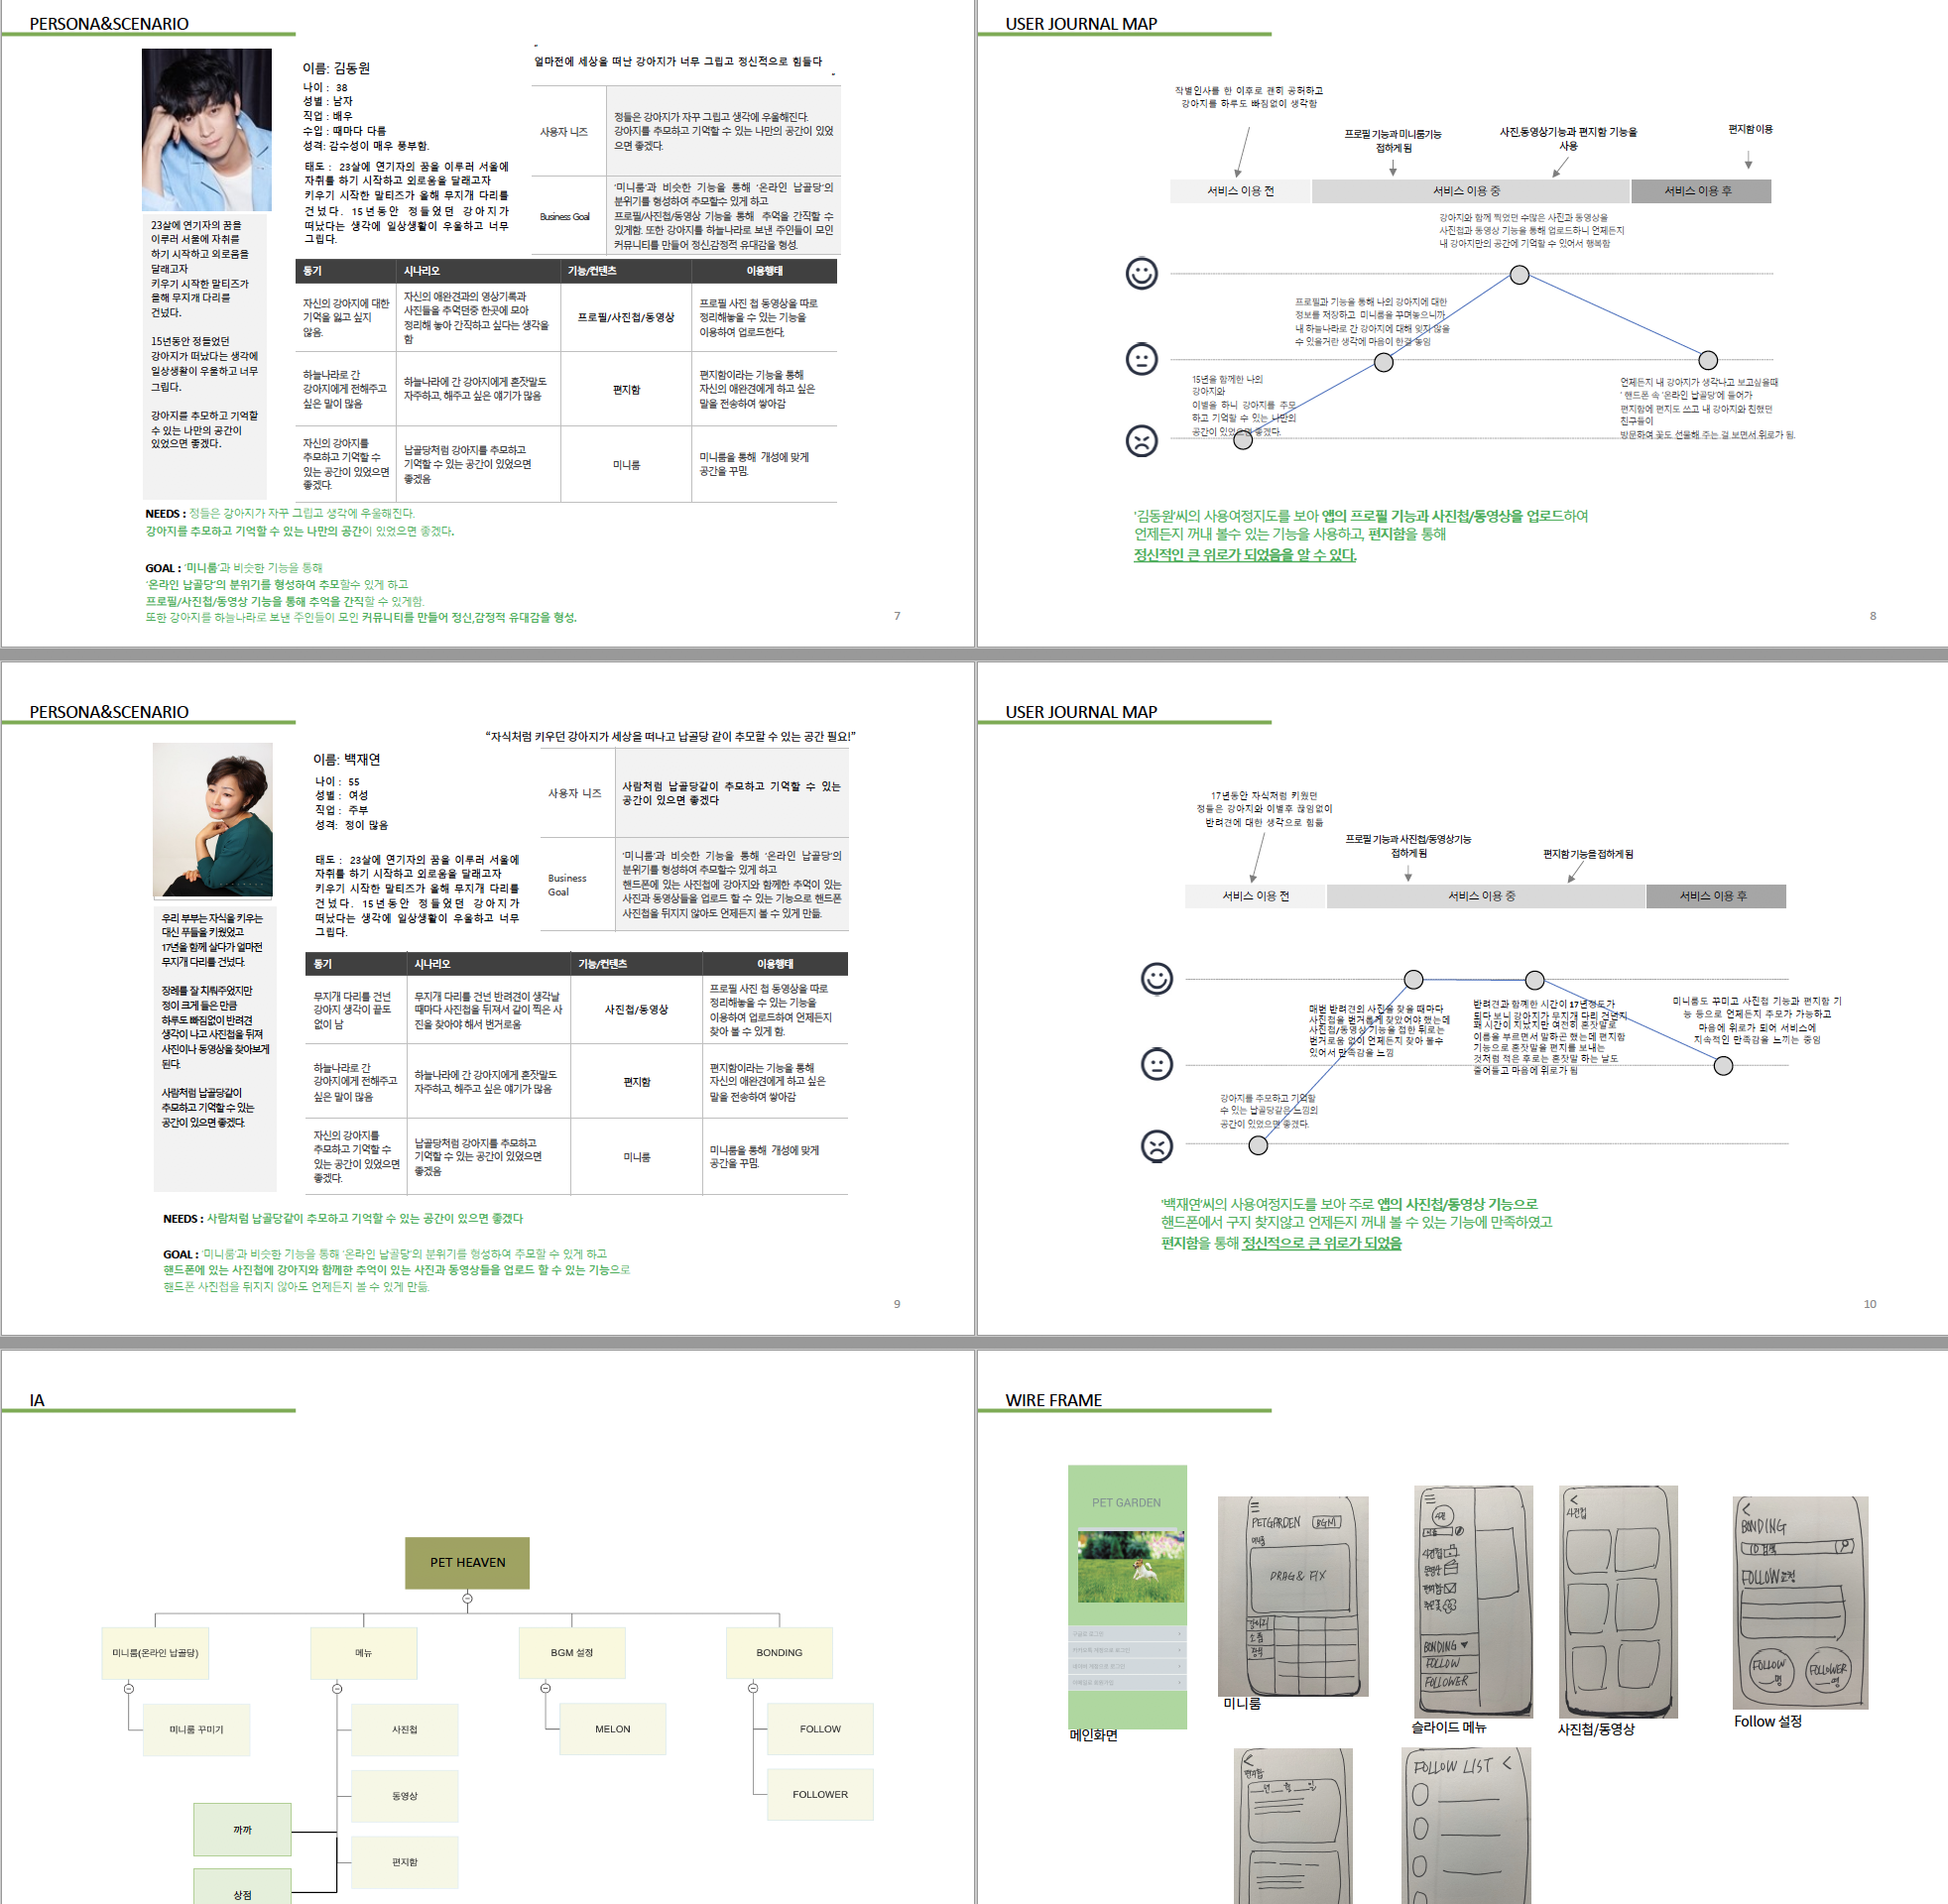 PERSONA&SCENARIO
이름: 김동원
나이 : 38
성별 : 남자
직업 : 배우
수입 : 때마다 다름
성격: 감수성이 매우 풍부함.
태도 : 23살에 연기자의 꿈을 이루러 서울에
자취를 하기 시작하고 외로움을 달래고자
키우기 시작한 말티즈가 올해 무지개 다리를
건넜다. 15년동안 정들었던 강아지가
떠났다는 생각에 일상생활이 우울하고 너무
그립다.
얼마전에 세상을 떠난 강아지가 너무 그립고 정신적으로 힘들다
사용자 니즈
정들은 강아지가 자꾸 그립고 생각에 우울해진다.
강아지를 추모하고 기억할 수 있는 나만의 공간이 있었
으면 좋겠다.
Business Goal
'미니룸'과 비슷한 기능을 통해 '온라인 납골당'의
분위기를 형성하여 추모할수 있게 하고
프로필/사진첩/동영상 기능을 통해 추억을 간직할 수
있게함. 또한 강아지를 하늘나라로 보낸 주인들이 모인
커뮤니티를 만들어 정신,감정적 유대감을 형성.
23살에 연기자의 꿈을
이루러 서울에 자취를
하기 시작하고 외로움을
달래고자
키우기 시작한 말티즈가
올해 무지개 다리를
건넜다.
15년동안 정들었던
강아지가 떠났다는 생각에
일상생활이 우울하고 너무
그립다.
강아지를 추모하고 기억할
수 있는 나만의 공간이
있었으면 좋겠다.
동기 시나리오 기능/컨텐츠 이용행태
자신의 강아지에 대한
기억을 잃고 싶지
않음.
자신의 애완견과의 영상기록과
사진들을 추억던중 한곳에 모아
정리해 놓아 간직하고 싶다는 생각을
함
프로필/사진첩/동영상
프로필 사진 첩 동영상을 따로
정리해놓을 수 있는 기능을
이용하여 업로드한다.
하늘나라로 간
강아지에게 전해주고
싶은 말이 많음
하늘나라에 간 강아지에게 혼잣말도
자주하고, 해주고 싶은 얘기가 많음
편지함
편지함이라는 기능을 통해
자신의 애완견에게 하고 싶은
말을 전송하여 쌓아감
자신의 강아지를
추모하고 기억할 수
있는 공간이 있었으면
좋겠다.
납골당처럼 강아지를 추모하고
기억할 수 있는 공간이 있었으면
좋겠음
미니룸
미니룸을 통해 개성에 맞게
공간을 꾸밈.
NEEDS : 정들은 강아지가 자꾸 그립고 생각에 우울해진다.
강아지를 추모하고 기억할 수 있는 나만의 공간이 있었으면 좋겠다.
GOAL : '미니룸'과 비슷한 기능을 통해
'온라인 납골당'의 분위기를 형성하여 추모할수 있게 하고
프로필/사진첩/동영상 기능을 통해 추억을 간직할 수 있게함.
또한 강아지를 하늘나라로 보낸 주인들이 모인 커뮤니티를 만들어 정신,감정적 유대감을 형성.
7
USER JOURNAL MAP
작별인사를 한 이후로 괜히 공허하고
강아지를 하루도 빠짐없이 생각함
프로필 기능과 미니룸기능
접하게 됨
사진,동영상기능과 편지함 기능을
사용
편지함 이용
서비스 이용 전 서비스 이용 중 서비스 이용 후
강아지와 함께 찍었던 수많은 사진과 동영상을
사진첩과 동영상 기능을 통해 업로드하니 언제든지
내 강아지만의 공간에 기억할 수 있어서 행복함
프로필과 기능을 통해 나의 강아지에 대한
정보를 저장하고 미니룸을 꾸며놓으니까
내 하늘나라로 간 강아지에 대해 잊지 않을
수 있을거란 생각에 마음이 한결 놓임
15년을 함께한 나의
강아지와
이별을 하니 강아지를 추모
하고 기억할 수 있는 나만의
공간이 있었으면 좋겠다.
언제든지 내 강아지가 생각나고 보고싶을때
' 핸드폰 속 '온라인 납골당'에 들어가
편지함에 편지도 쓰고 내 강아지와 친했던
친구들이
방문하여 꽃도 선물해 주는 걸 보면서 위로가 됨.
'김동원'씨의 사용여정지도를 보아 앱의 프로필 기능과 사진첩/동영상을 업로드하여
언제든지 꺼내 볼수 있는 기능을 사용하고, 편지함을 통해
정신적인 큰 위로가 되었음을 알 수 있다.
8
PERSONA&SCENARIO
“자식처럼 키우던 강아지가 세상을 떠나고 납골당 같이 추모할 수 있는 공간 필요!”
이름: 백재연
나이 : 55
성별 : 여성
직업 : 주부
성격: 정이 많음
태도 : 23살에 연기자의 꿈을 이루러 서울에
자취를 하기 시작하고 외로움을 달래고자
키우기 시작한 말티즈가 올해 무지개 다리를
건넜다. 15년동안 정들었던 강아지가
떠났다는 생각에 일상생활이 우울하고 너무
그립다.
사용자 니즈
사람처럼 납골당같이 추모하고 기억할 수 있는
공간이 있으면 좋겠다
Business
Goal
'미니룸'과 비슷한 기능을 통해 '온라인 납골당'의
분위기를 형성하여 추모할수 있게 하고
핸드폰에 있는 사진첩에 강아지와 함께한 추억이 있는
사진과 동영상들을 업로드 할 수 있는 기능으로 핸드폰
사진첩을 뒤지지 않아도 언제든지 볼 수 있게 만듦.
우리 부부는 자식을 키우는
대신 푸들을 키웠었고
17년을 함께 살다가 얼마전
무지개 다리를 건넜다.
장례를 잘 치뤄주었지만
정이 크게 들은 만큼
하루도 빠짐없이 반려견
생각이 나고 사진첩을 뒤져
사진이나 동영상을 찾아보게
된다.
사람처럼 납골당같이
추모하고 기억할 수 있는
공간이 있으면 좋겠다.
동기 시나리오 기능/컨텐츠 이용행태
무지개 다리를 건넌
강아지 생각이 끝도
없이 남
무지개 다리를 건넌 반려견이 생각날
때마다 사진첩을 뒤져서 같이 찍은 사
진을 찾아야 해서 번거로움
사진첩/동영상
프로필 사진 첩 동영상을 따로
정리해놓을 수 있는 기능을
이용하여 업로드하여 언제든지
찾아 볼 수 있게 함.
하늘나라로 간
강아지에게 전해주고
싶은 말이 많음
하늘나라에 간 강아지에게 혼잣말도
자주하고, 해주고 싶은 얘기가 많음
편지함
편지함이라는 기능을 통해
자신의 애완견에게 하고 싶은
말을 전송하여 쌓아감
자신의 강아지를
추모하고 기억할 수
있는 공간이 있었으면
좋겠다.
납골당처럼 강아지를 추모하고
기억할 수 있는 공간이 있었으면
좋겠음
미니룸
미니룸을 통해 개성에 맞게
공간을 꾸밈.
NEEDS : 사람처럼 납골당같이 추모하고 기억할 수 있는 공간이 있으면 좋겠다
GOAL : '미니룸'과 비슷한 기능을 통해 '온라인 납골당'의 분위기를 형성하여 추모할 수 있게 하고
핸드폰에 있는 사진첩에 강아지와 함께한 추억이 있는 사진과 동영상들을 업로드 할 수 있는 기능으로
핸드폰 사진첩을 뒤지지 않아도 언제든지 볼 수 있게 만듦.
9
USER JOURNAL MAP
17년동안 자식처럼 키웠던
정들은 강아지와 이별후 끊임없이
반려견에 대한 생각으로 힘듦
프로필 기능과 사진첩/동영상기능
접하게 됨
편지함 기능을 접하게 됨
서비스 이용 전 서비스 이용 중 서비스 이용 후
매번 반려견의 사진을 찾을 때마다
사진첩을 번거롭게 찾았어야 했는데
사진첩/동영상 기능을 접한 뒤로는
번거로움 없이 언제든지 찾아 볼수
있어서 만족감을 느낌
반려견과 함께한 시간이 17년정도가
되다 보니 강아지가 무지개 다리 건넌지
꽤 시간이 지났지만 여전히 혼잣말로
이름을 부르면서 말하곤 했는데 편지함
기능으로 혼잣말을 편지를 보내는
것처럼 적은 후로는 혼잣말 하는 날도
줄어들고 마음에 위로가 됨
미니룸도 꾸미고 사진첩 기능과 편지함 기
능 등으로 언제든지 추모가 가능하고
마음에 위로가 되어 서비스에
지속적인 만족감을 느끼는 중임
강아지를 추모하고 기억할
수 있는 납골당같은 느낌의
공간이 있었으면 좋겠다.
'백재연'씨의 사용여정지도를 보아 주로 앱의 사진첩/동영상 기능으로
핸드폰에서 구지 찾지않고 언제든지 꺼내 볼 수 있는 기능에 만족하였고
편지함을 통해 정신적으로 큰 위로가 되었음
10
IA
PET HEAVEN
미니룸(온라인 납골당)
메뉴
BGM 설정
BONDING
미니룸 꾸미기
사진첩
MELON
FOLLOW
동영상
FOLLOWER
까까
편지함
상점
WIRE FRAME
PET GARDEN
메인화면
PETGARDEN BGM
미니룸
DRAG & FIX
미니룸
사진첩
동영상
편지함
BONDING
FOLLOW
FOLLOWER
슬라이드 메뉴
사진첩
사진첩/동영상
BONDING
ID 검색
FOLLOW 요청
FOLLOW 명
FOLLOWER 명
Follow 설정
편지함
FOLLOW LIST